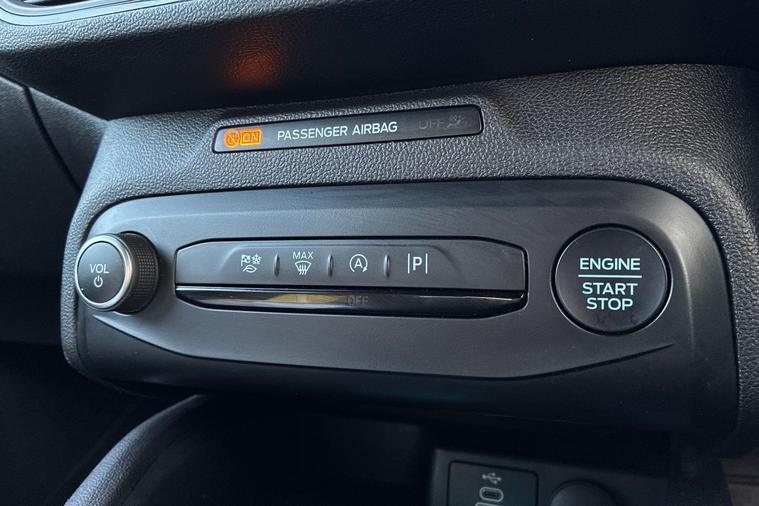 ON PASSENGER AIRBAG OFF
VOL
MAX
A
P
OFF
ENGINE
START
STOP